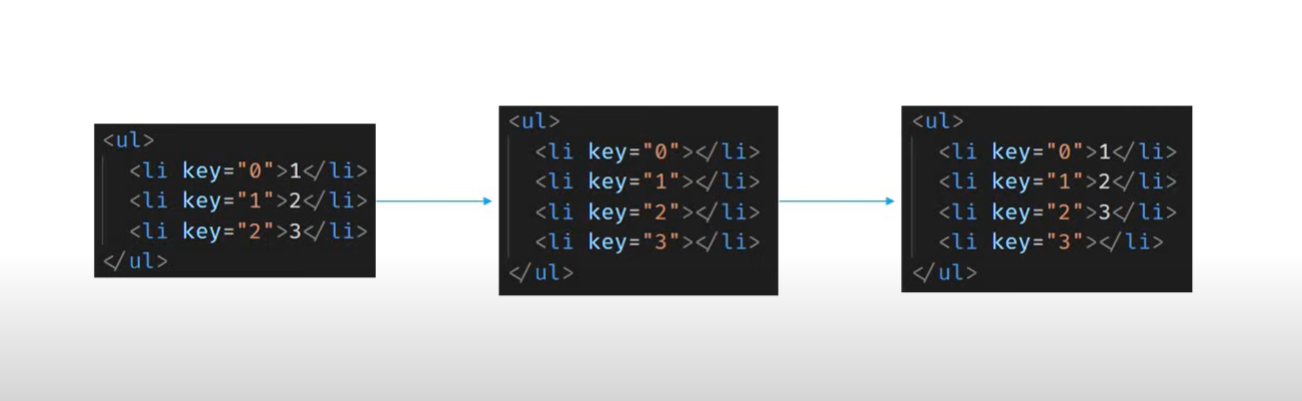 <ul>
<li key="0">1</li>
<li key="1">2</li>
<li key="2">3</li>
</ul>
<ul>
<li key="0"></li>
<li key="1"></li>
<li key="2"></li>
<li key="3"></li>
</ul>
<ul>
<li key="0">1</li>
<li key="1">2</li>
<li key="2">3</li>
<li key="3"></li>
</ul>